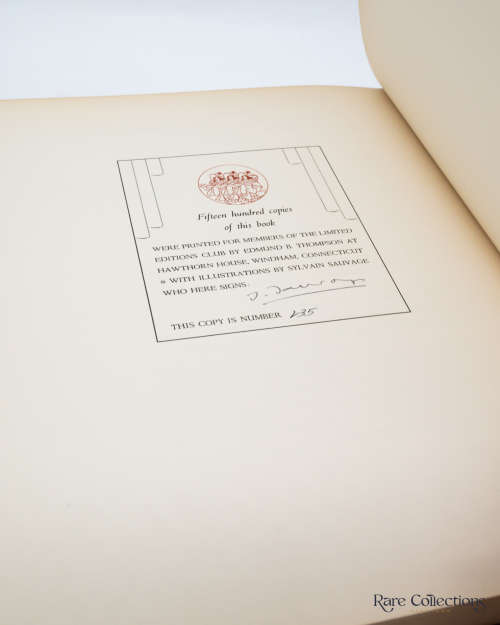 Fifteen hundred copies
of this book
WERE PRINTED FOR MEMBERS OF THE LIMITED
EDITIONS CLUB BY EDMUND B. THOMPSON AT
HAWTHORN HOUSE, WINDHAM, CONNECTICUT
WITH ILLUSTRATIONS BY SYLVAIN SAUVAGE
WHO HERE SIGNS:
THIS COPY IS NUMBER
Rare Collections